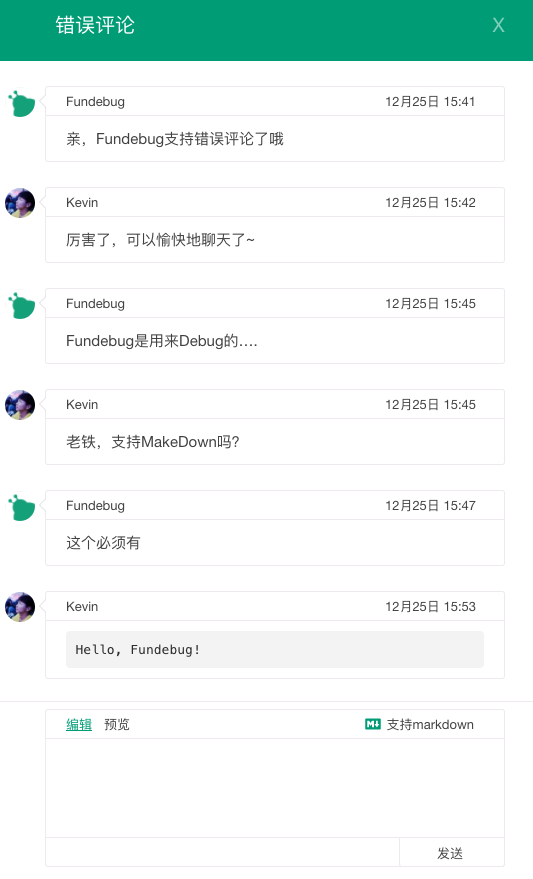 错误评论 X
Fundebug 12月25日 15:41
亲，Fundebug支持错误评论了哦
Kevin 12月25日 15:42
厉害了，可以愉快地聊天了~
Fundebug 12月25日 15:45
Fundebug是用来Debug的....
Kevin 12月25日 15:45
老铁，支持MakeDown吗?
Fundebug 12月25日 15:47
这个必须有
Kevin 12月25日 15:53
Hello, Fundebug!
编辑 预览 M 支持markdown
发送